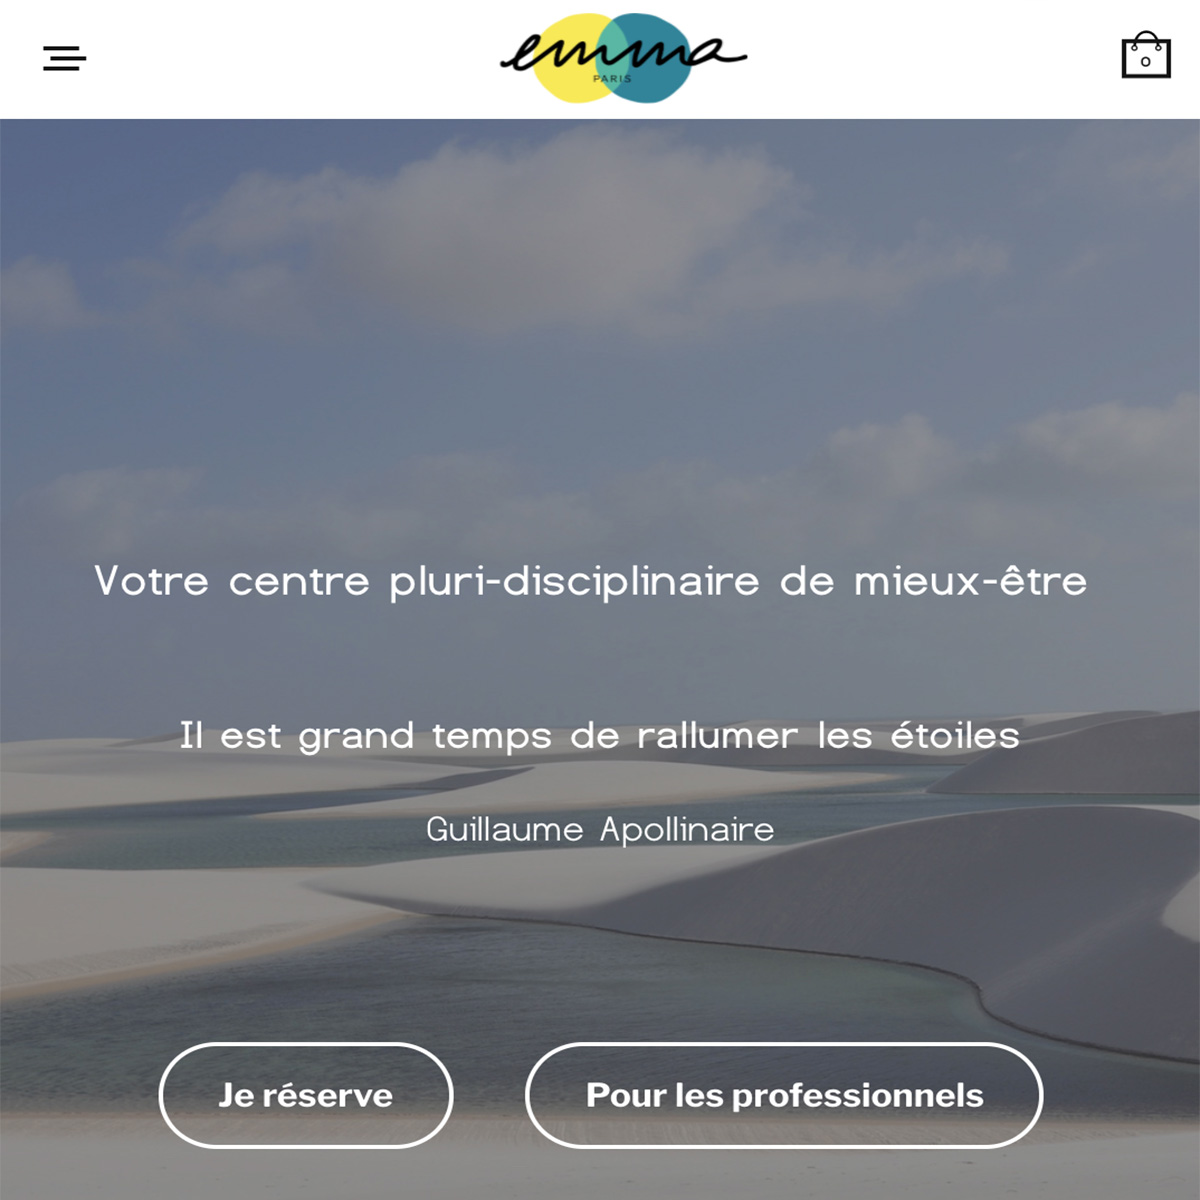 emma
PARIS
0
Votre centre pluri-disciplinaire de mieux-être
Il est grand temps de rallumer les étoiles
Guillaume Apollinaire
Je réserve
Pour les professionnels